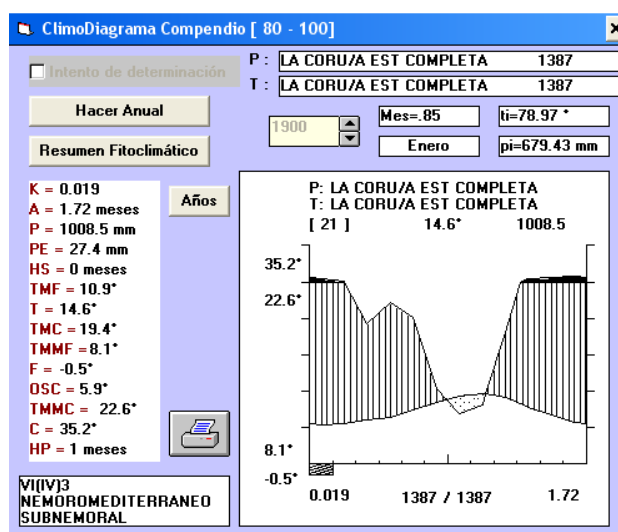 ClimoDiagrama Compendio [ 80 - 100]
Intento de determinación
P : LA CORU/A EST COMPLETA 1387
T : LA CORU/A EST COMPLETA 1387
Hacer Anual
1900
Mes=.85
ti=78.97 °
Resumen Fitoclimático
Enero
pi=679.43 mm
K = 0.019
A = 1.72 meses
P = 1008.5 mm
PE = 27.4 mm
HS = 0 meses
TMF = 10.9°
T = 14.6°
TMC = 19.4°
TMMF =8.1°
F = -0.5°
OSC = 5.9°
TMMC = 22.6°
C = 35.2°
HP = 1 meses
Años
P: LA CORU/A EST COMPLETA
T: LA CORU/A EST COMPLETA
[ 21 ] 14.6° 1008.5
35.2°
22.6°
8.1°
-0.5°
0.019 1387 / 1387 1.72
VI(IV)3
NEMOROMEDITERRANEO
SUBNEMORAL